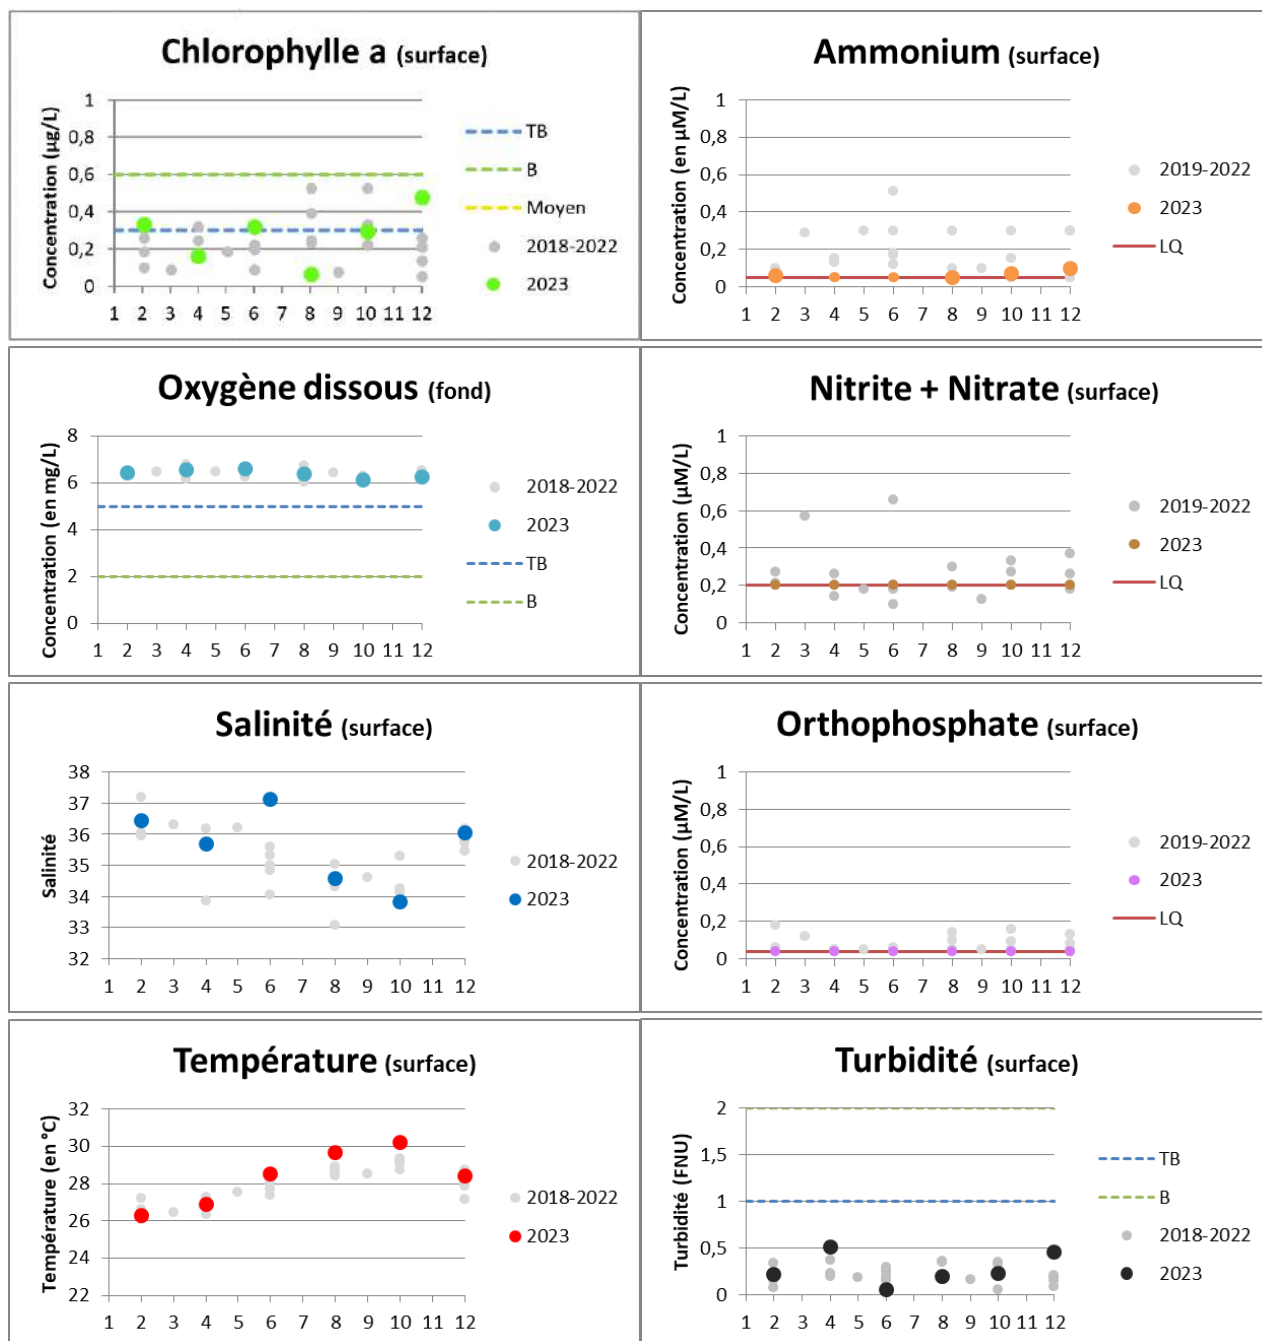 Chlorophylle a (surface)
Concentration (µg/L)
1
0,8
0,6
0,4
0,2
0
1 2 3 4 5 6 7 8 9 10 11 12
TB
B
Moyen
2018-2022
2023
Ammonium (surface)
Concentration (en µM/L)
1
0,8
0,6
0,4
0,2
0
1 2 3 4 5 6 7 8 9 10 11 12
2019-2022
2023
LQ
Oxygène dissous (fond)
Concentration (en mg/L)
8
6
4
2
0
1 2 3 4 5 6 7 8 9 10 11 12
2018-2022
2023
TB
B
Nitrite + Nitrate (surface)
Concentration (µM/L)
1
0,8
0,6
0,4
0,2
0
1 2 3 4 5 6 7 8 9 10 11 12
2019-2022
2023
LQ
Salinité (surface)
Salinité
38
37
36
35
34
33
32
1 2 3 4 5 6 7 8 9 10 11 12
2018-2022
2023
Orthophosphate (surface)
Concentration (µM/L)
1
0,8
0,6
0,4
0,2
0
1 2 3 4 5 6 7 8 9 10 11 12
2019-2022
2023
LQ
Température (surface)
Température (en °C)
32
30
28
26
24
22
1 2 3 4 5 6 7 8 9 10 11 12
2018-2022
2023
Turbidité (surface)
Turbidité (FNU)
2
1,5
1
0,5
0
1 2 3 4 5 6 7 8 9 10 11 12
TB
B
2018-2022
2023